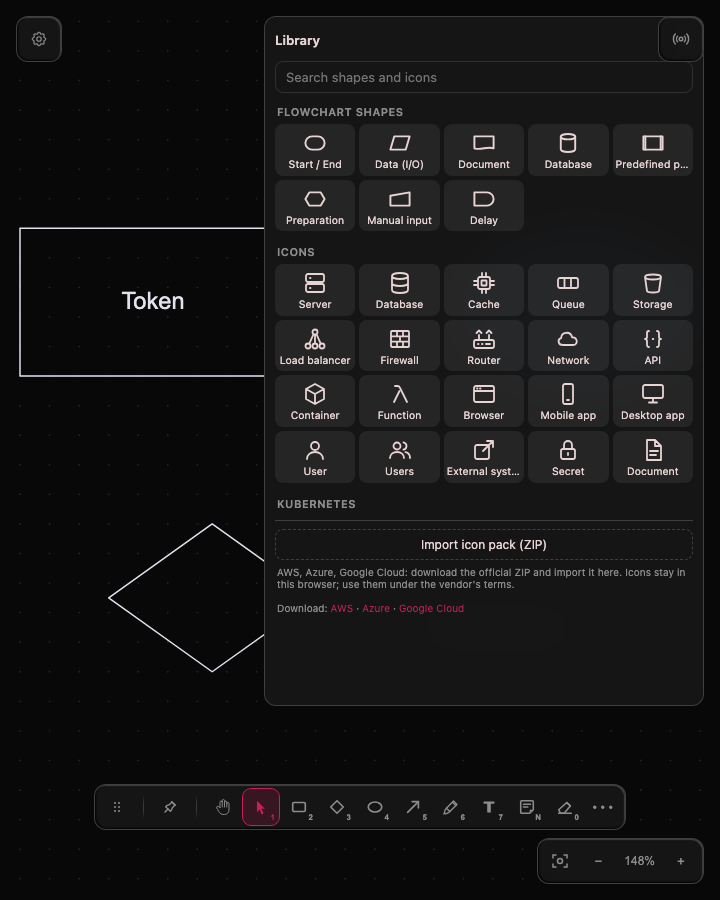 Library
Search shapes and icons
FLOWCHART SHAPES
Start / End
Data (I/O)
Document
Database
Predefined p...
Preparation
Manual input
Delay
ICONS
Server
Database
Cache
Queue
Storage
Load balancer
Firewall
Router
Network
API
Container
Function
Browser
Mobile app
Desktop app
User
Users
External syst...
Secret
Document
KUBERNETES
Import icon pack (ZIP)
AWS, Azure, Google Cloud: download the official ZIP and import it here. Icons stay in
this browser; use them under the vendor's terms.
Download: AWS · Azure · Google Cloud
Token
1
2
3
4
5
6
T 7
N
0
− 148% +